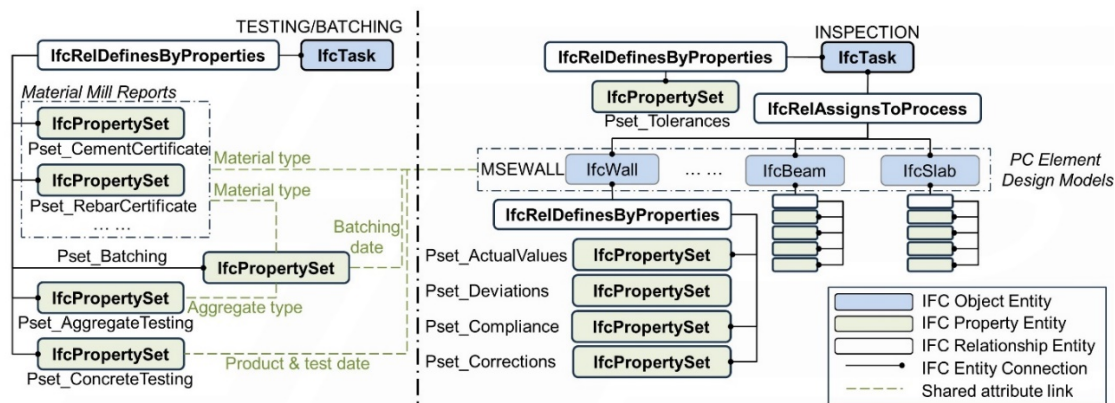 TESTING/BATCHING
IfcRelDefinesByProperties
IfcTask
Material Mill Reports
IfcPropertySet
Pset_CementCertificate
IfcPropertySet
Pset_RebarCertificate
... ...
Material type
Material type
Batching
date
Pset_Batching
IfcPropertySet
IfcPropertySet
Aggregate type
Pset_AggregateTesting
IfcPropertySet
Product & test date
Pset_ConcreteTesting
INSPECTION
IfcRelDefinesByProperties
IfcTask
IfcPropertySet
Pset_Tolerances
IfcRelAssignsToProcess
MSEWALL
IfcWall
... ...
IfcBeam
IfcSlab
PC Element
Design Models
IfcRelDefinesByProperties
Pset_ActualValues
IfcPropertySet
Pset_Deviations
IfcPropertySet
Pset_Compliance
IfcPropertySet
Pset_Corrections
IfcPropertySet
IFC Object Entity
IFC Property Entity
IFC Relationship Entity
IFC Entity Connection
Shared attribute link